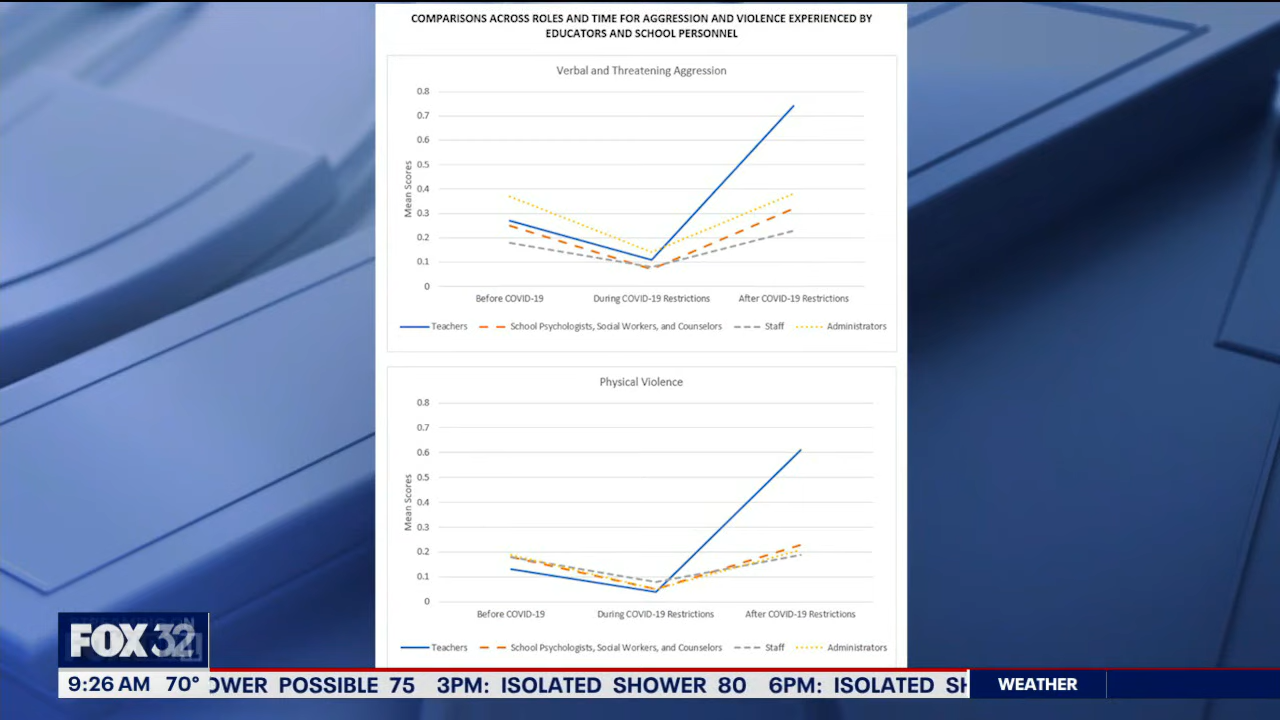 COMPARISONS ACROSS ROLES AND TIME FOR AGGRESSION AND VIOLENCE EXPERIENCED BY
EDUCATORS AND SCHOOL PERSONNEL
Verbal and Threatening Aggression
0.8
0.7
0.6
0.5
0.4
0.3
0.2
0.1
0
Mean Scores
Before COVID-19 During COVID-19 Restrictions After COVID-19 Restrictions
Teachers School Psychologists, Social Workers, and Counselors Staff Administrators
Physical Violence
0.8
0.7
0.6
0.5
0.4
0.3
0.2
0.1
0
Mean Scores
Before COVID-19 During COVID-19 Restrictions After COVID-19 Restrictions
Teachers School Psychologists, Social Workers, and Counselors Staff Administrators
FOX 32
9:26 AM 70° OWER POSSIBLE 75 3PM: ISOLATED SHOWER 80 6PM: ISOLATED SH WEATHER